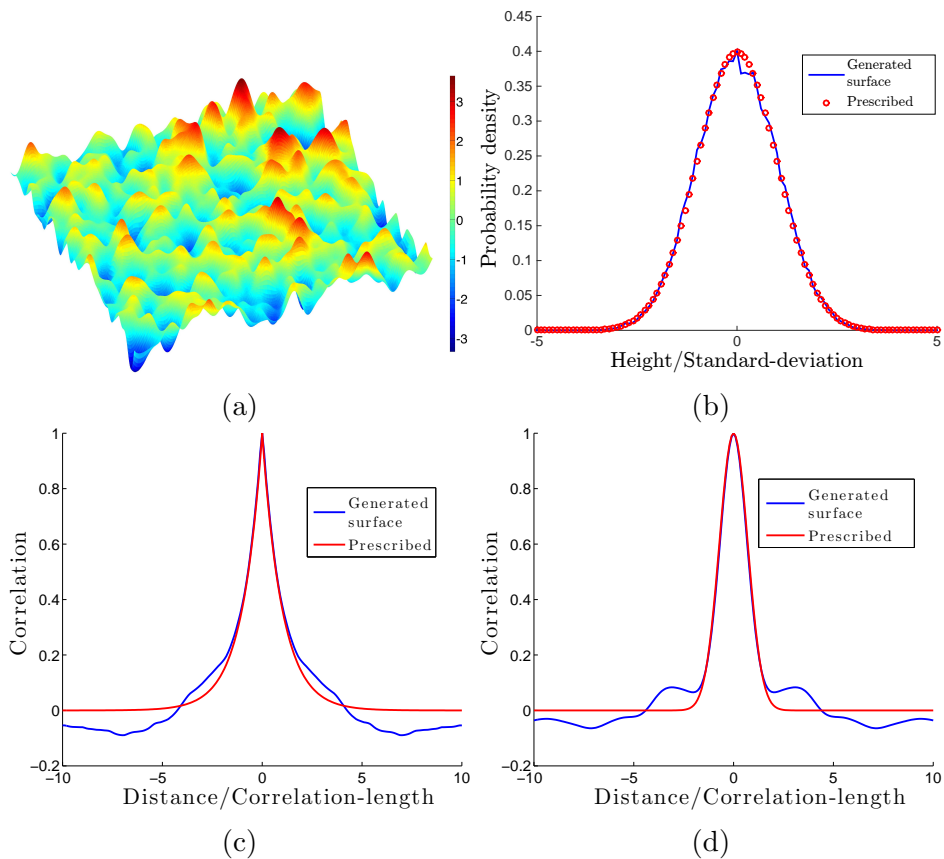 3
2
1
0
-1
-2
-3
(a)
0.45
0.4
0.35
0.3
0.25
0.2
0.15
0.1
0.05
0
-5
0
5
Probability density
Height/Standard-deviation
Generated
surface
Prescribed
(b)
1
0.8
0.6
0.4
0.2
0
−0.2
−10
−5
0
5
10
Correlation
Distance/Correlation-length
Generated
surface
Prescribed
(c)
1
0.8
0.6
0.4
0.2
0
−0.2
−10
−5
0
5
10
Correlation
Distance/Correlation-length
Generated
surface
Prescribed
(d)